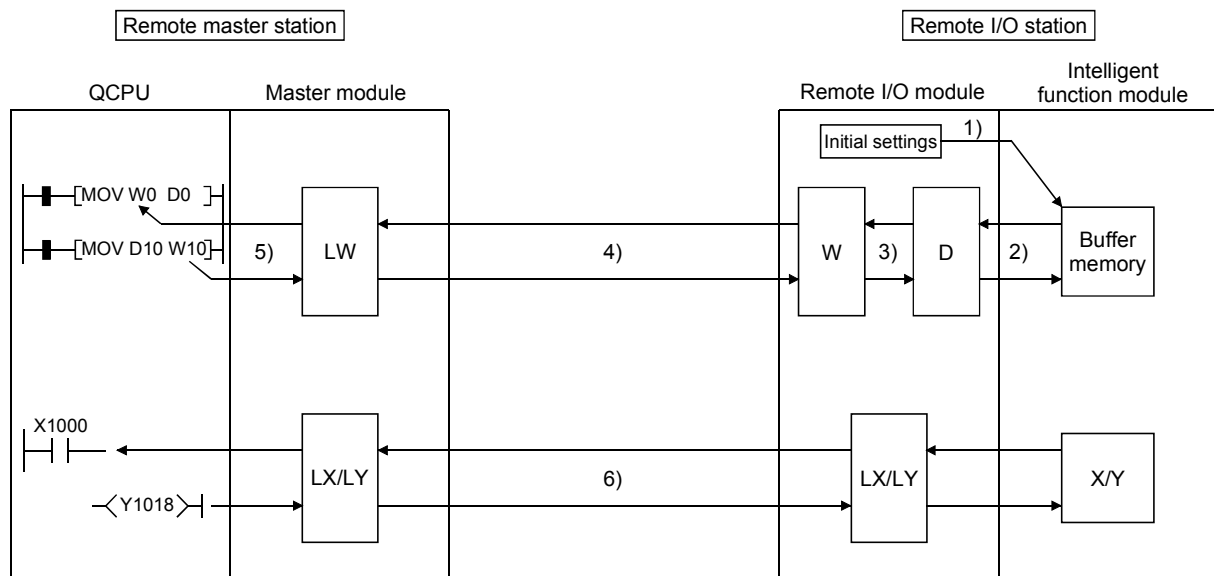 Remote master station
Remote I/O station
QCPU
Master module
Remote I/O module
Intelligent
function module
Initial settings
1)
MOV W0 D0
MOV D10 W10
5)
LW
4)
W
3)
D
2)
Buffer
memory
X1000
Y1018
LX/LY
6)
LX/LY
X/Y